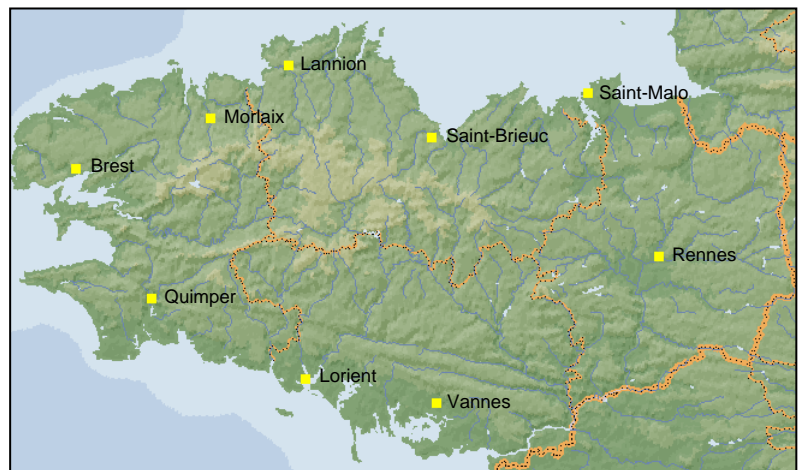 Lannion
Saint-Malo
Morlaix
Saint-Brieuc
Brest
Rennes
Quimper
Lorient
Vannes